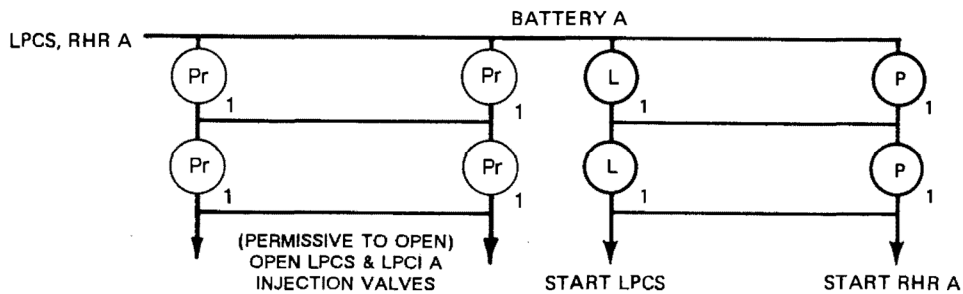 BATTERY A
LPCS, RHR A
Pr Pr L P
1 1 1 1
Pr Pr L P
1 1 1 1
(PERMISSIVE TO OPEN)
OPEN LPCS & LPCI A
INJECTION VALVES
START LPCS
START RHR A